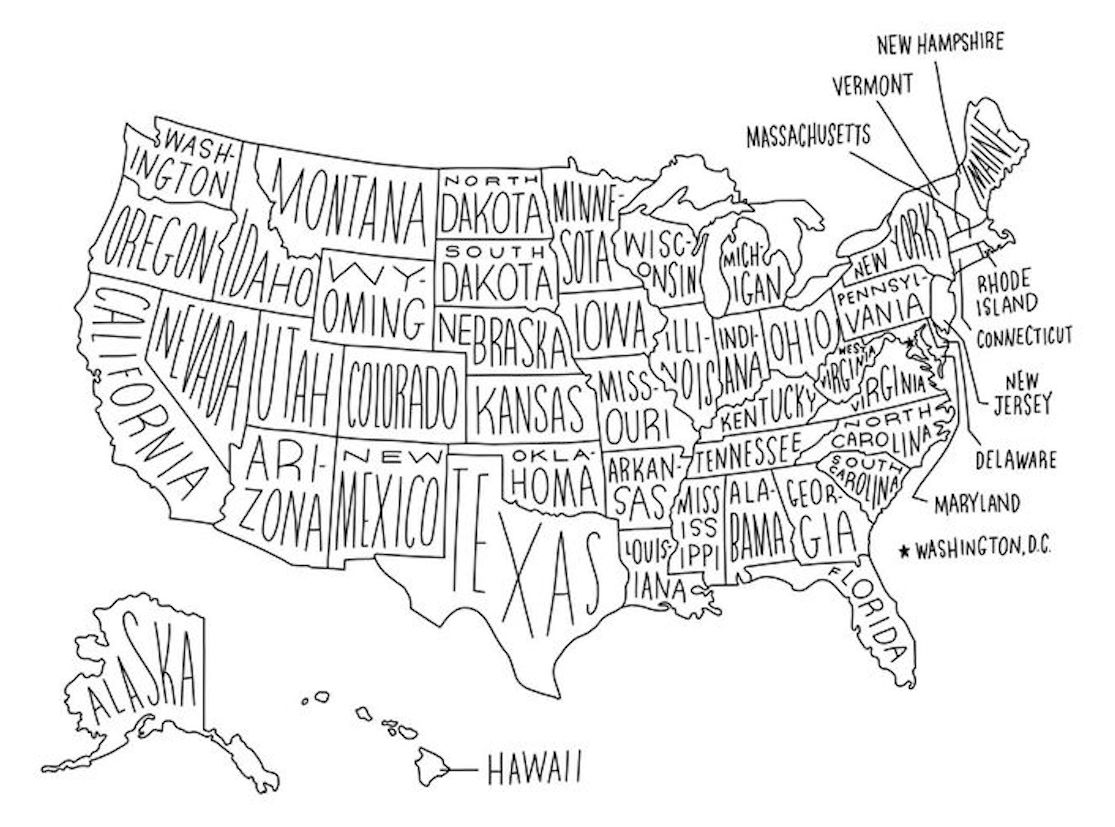 NEW HAMPSHIRE
VERMONT
MASSACHUSETTS
MAINE
WASH-
INGTON
MONTANA
NORTH
DAKOTA
MINNE-
SOTA
OREGON
IDAHO
WY-
OMING
SOUTH
DAKOTA
WISC-
ONSIN
MICH-
IGAN
NEW YORK
RHODE
ISLAND
CONNECTICUT
NEW
JERSEY
DELAWARE
MARYLAND
★ WASHINGTON, D.C.
PENNSYL-
VANIA
CALIFORNIA
NEVADA
UTAH
COLORADO
NEBRASKA
IOWA
ILLI-
NOIS
INDI-
ANA
OHIO
WEST
VIRGINIA
VIRGINIA
KANSAS
MISS-
OURI
KENTUCKY
NORTH
CAROLINA
TENNESSEE
SOUTH
CAROLINA
ARI-
ZONA
NEW
MEXICO
OKLA-
HOMA
ARKAN-
SAS
MISS
ISS
IPPI
ALA-
BAMA
GEOR-
GIA
TEXAS
LOUIS-
IANA
FLORIDA
ALASKA
HAWAII